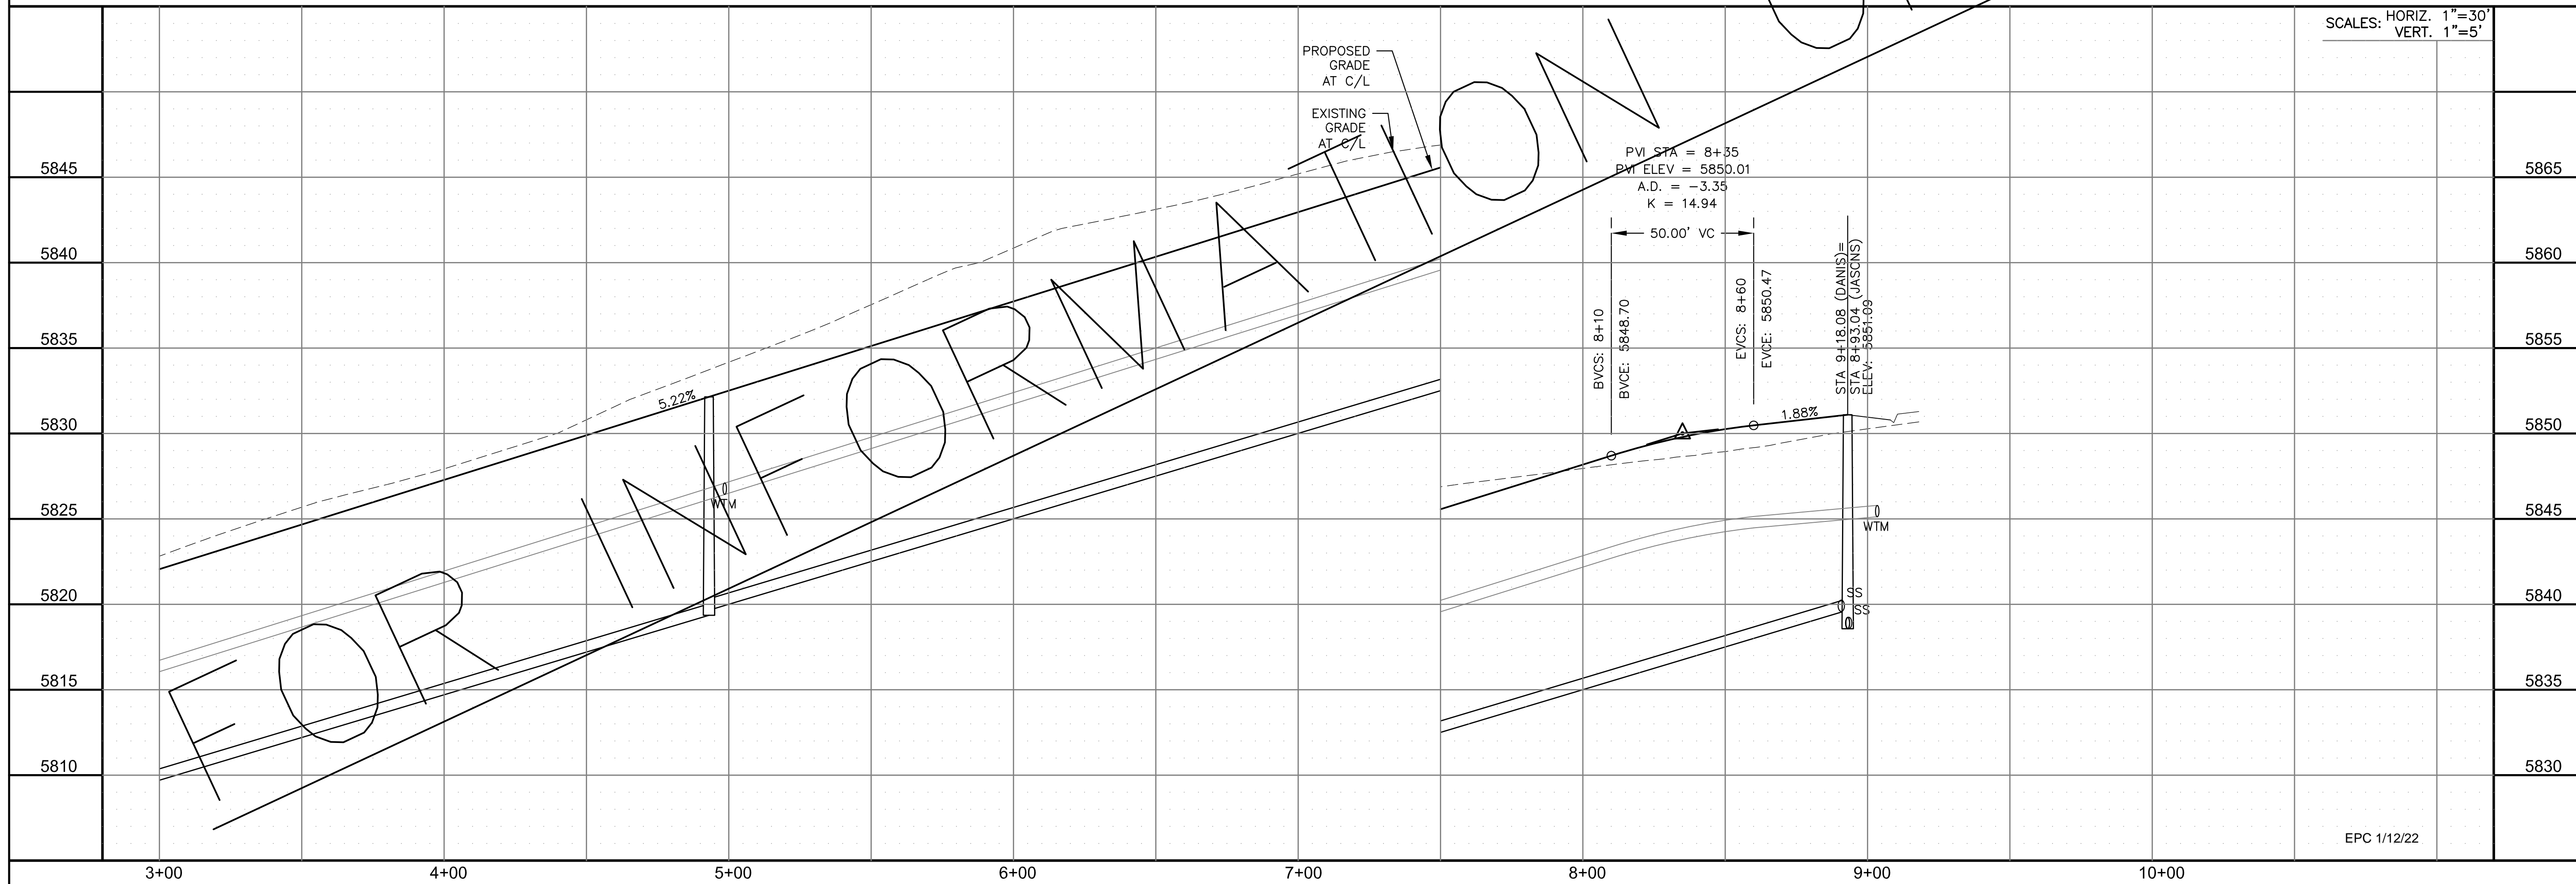 SCALES: HORIZ. 1"=30'
VERT. 1"=5'
PROPOSED
GRADE
AT C/L
EXISTING
GRADE
AT C/L
PVI STA = 8+35
PVI ELEV = 5850.01
A.D. = −3.35
K = 14.94
50.00' VC
BVCS: 8+10
BVCE: 5848.70
EVCS: 8+60
EVCE: 5850.47
STA 9+18.08 (DANIS)=
STA 8+93.04 (JASONS)
ELEV: 5851.09
5.22%
1.88%
WTM
WTM
SS
SS
FOR INFORMATION
5845
5840
5835
5830
5825
5820
5815
5810
5865
5860
5855
5850
5845
5840
5835
5830
EPC 1/12/22
3+00
4+00
5+00
6+00
7+00
8+00
9+00
10+00